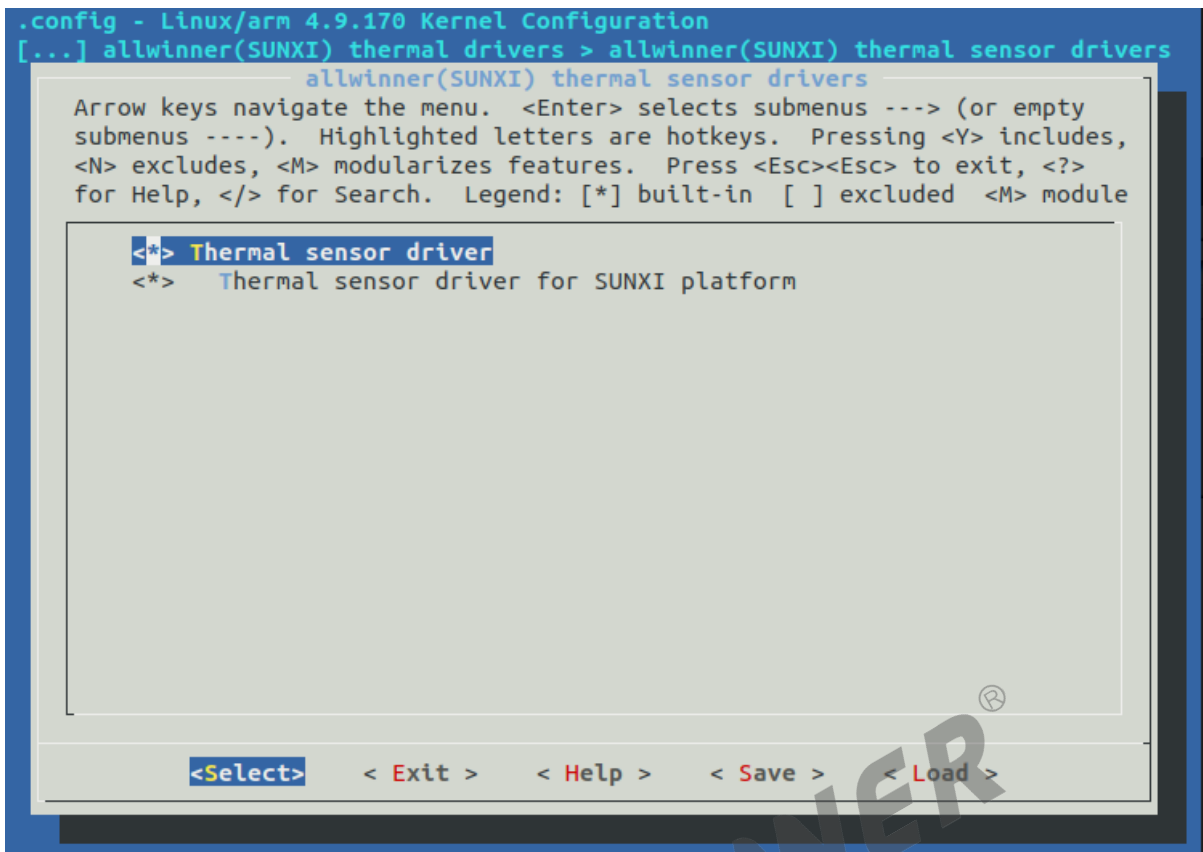 .config - Linux/arm 4.9.170 Kernel Configuration
[...] allwinner(SUNXI) thermal drivers > allwinner(SUNXI) thermal sensor drivers
allwinner(SUNXI) thermal sensor drivers
Arrow keys navigate the menu. <Enter> selects submenus ---> (or empty
submenus ----). Highlighted letters are hotkeys. Pressing <Y> includes,
<N> excludes, <M> modularizes features. Press <Esc><Esc> to exit, <?>
for Help, </> for Search. Legend: [*] built-in [ ] excluded <M> module
<*> Thermal sensor driver
<*> Thermal sensor driver for SUNXI platform
<Select> < Exit > < Help > < Save > < Load >